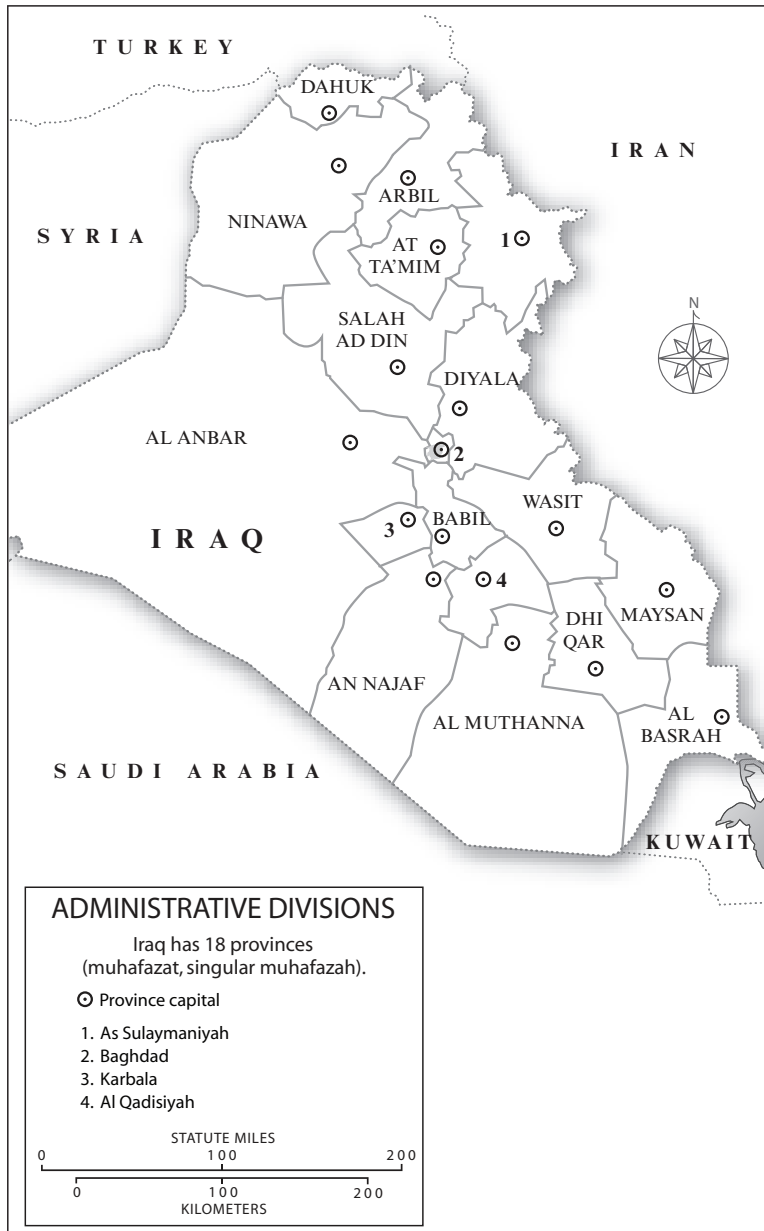 TURKEY
DAHUK
IRAN
ARBIL
NINAWA
SYRIA
AT
TA’MIM
1
N
SALAH
AD DIN
DIYALA
AL ANBAR
2
WASIT
BABIL
3
IRAQ
4
DHI
QAR
MAYSAN
AN NAJAF
AL MUTHANNA
AL
BASRAH
SAUDI ARABIA
KUWAIT
ADMINISTRATIVE DIVISIONS
Iraq has 18 provinces
(muhafazat, singular muhafazah).
Province capital
1. As Sulaymaniyah
2. Baghdad
3. Karbala
4. Al Qadisiyah
STATUTE MILES
0 100 200
0 100 200
KILOMETERS